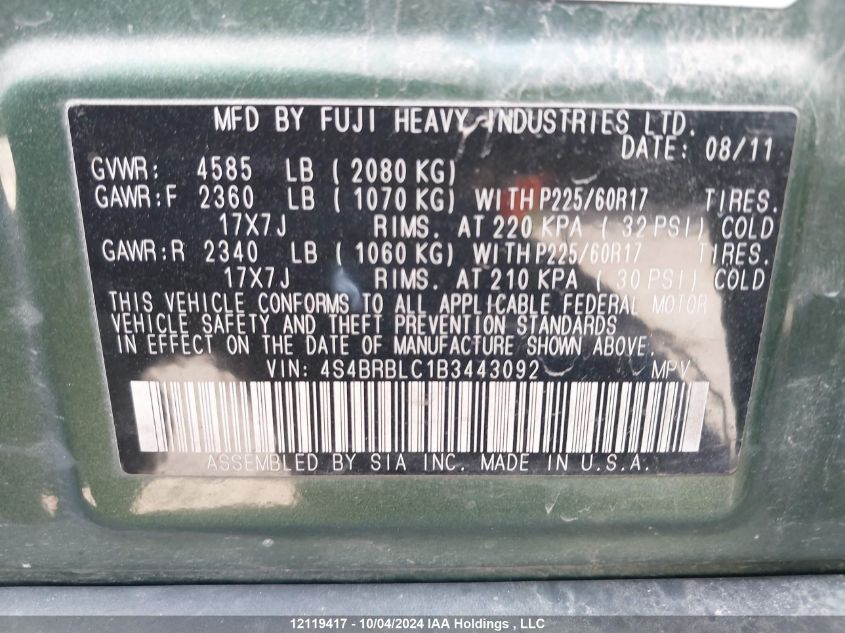 MFD BY FUJI HEAVY INDUSTRIES LTD.
DATE: 08/11
GVWR: 4585 LB ( 2080 KG)
GAWR:F 2360 LB ( 1070 KG) WITH P225/60R17 TIRES.
17X7J RIMS. AT 220 KPA ( 32 PSI) COLD
GAWR:R 2340 LB ( 1060 KG) WITH P225/60R17 TIRES.
17X7J RIMS. AT 210 KPA ( 30 PSI) COLD
THIS VEHICLE CONFORMS TO ALL APPLICABLE FEDERAL MOTOR
VEHICLE SAFETY AND THEFT PREVENTION STANDARDS
IN EFFECT ON THE DATE OF MANUFACTURE SHOWN ABOVE.
VIN: 4S4BRBLC1B3443092 MPV
ASSEMBLED BY SIA INC. MADE IN U.S.A.
12119417 - 10/04/2024 IAA Holdings , LLC